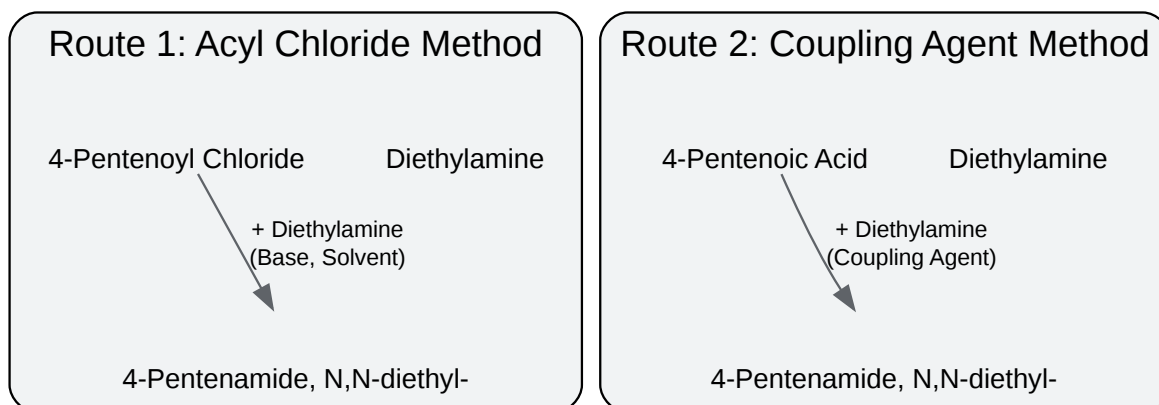 Route 1: Acyl Chloride Method
4-Pentenoyl Chloride
Diethylamine
+ Diethylamine
(Base, Solvent)
4-Pentenamide, N,N-diethyl-
Route 2: Coupling Agent Method
4-Pentenoic Acid
Diethylamine
+ Diethylamine
(Coupling Agent)
4-Pentenamide, N,N-diethyl-